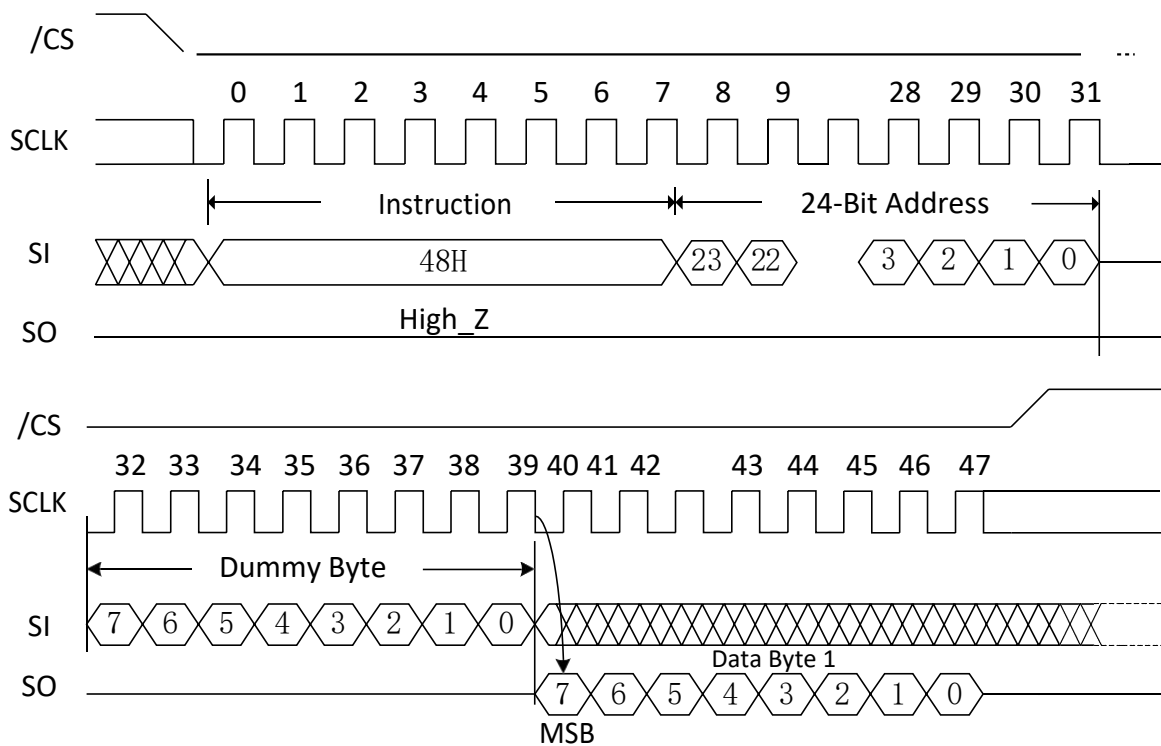 /CS
0 1 2 3 4 5 6 7 8 9 28 29 30 31
SCLK
Instruction 24-Bit Address
SI 48H 23 22 3 2 1 0
High_Z
SO
/CS
32 33 34 35 36 37 38 39 40 41 42 43 44 45 46 47
SCLK
Dummy Byte
SI 7 6 5 4 3 2 1 0
Data Byte 1
SO 7 6 5 4 3 2 1 0
MSB